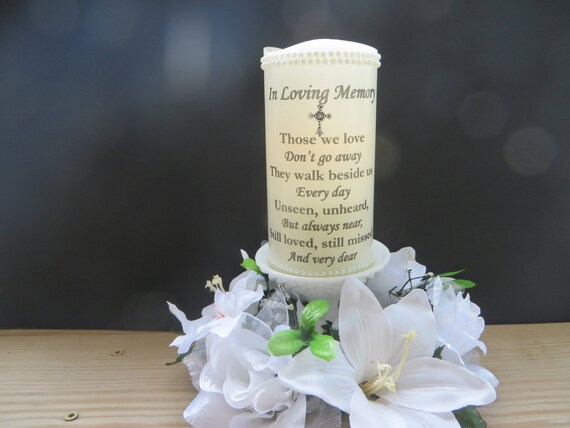 In Loving Memory
Those we love
Don't go away
They walk beside us
Every day
Unseen, unheard,
But always near,
Still loved, still missed
And very dear